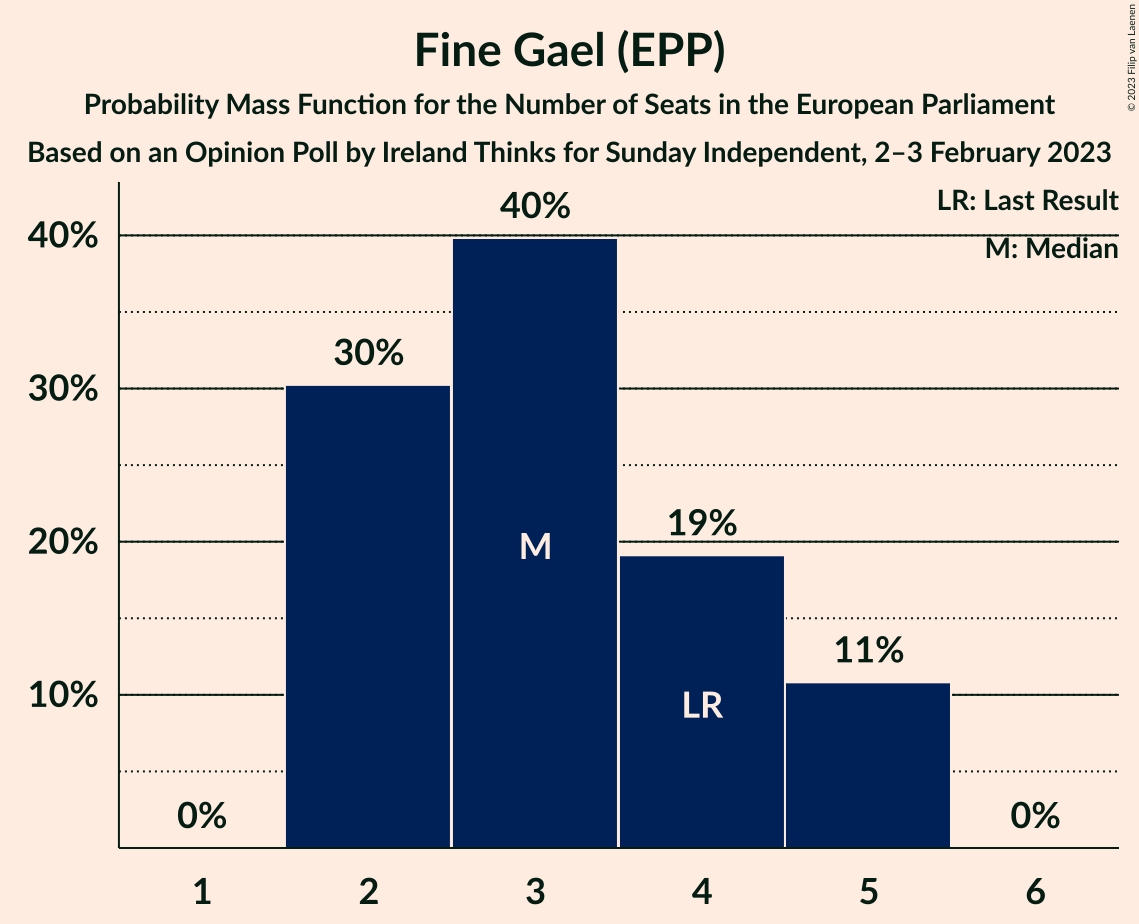 Fine Gael (EPP)
Probability Mass Function for the Number of Seats in the European Parliament
Based on an Opinion Poll by Ireland Thinks for Sunday Independent, 2–3 February 2023
© 2023 Filip van Laenen
LR: Last Result
M: Median
40%
30%
20%
10%
0%
30%
40%
19%
11%
0%
M
LR
1 2 3 4 5 6